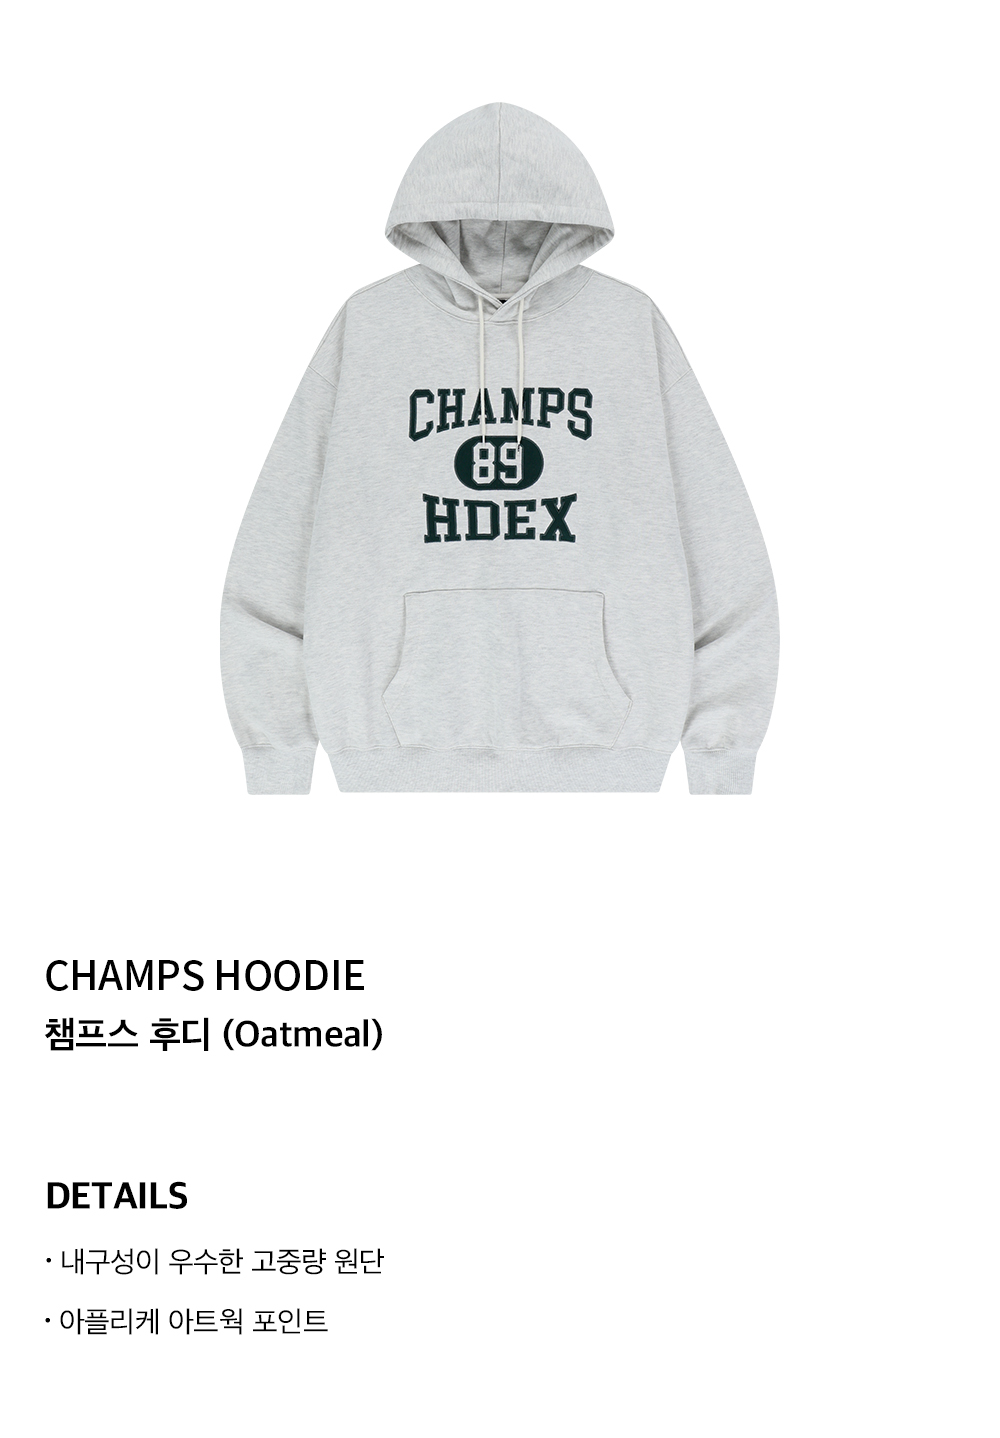 CHAMPS
89
HDEX
CHAMPS HOODIE
챔프스 후디 (Oatmeal)
DETAILS
· 내구성이 우수한 고중량 원단
· 아플리케 아트웍 포인트